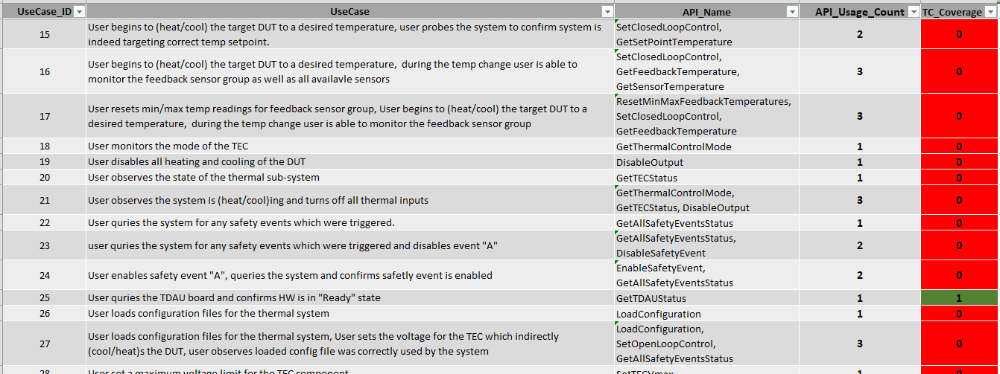 UseCase_ID UseCase API_Name API_Usage_Count TC_Coverage
15 User begins to (heat/cool) the target DUT to a desired temperature, user probes the system to confirm system is SetClosedLoopControl, 2 0
indeed targeting correct temp setpoint. GetSetPointTemperature
16 User begins to (heat/cool) the target DUT to a desired temperature, during the temp change user is able to SetClosedLoopControl, 3 0
monitor the feedback sensor group as well as all availavle sensors GetFeedbackTemperature,
GetSensorTemperature
17 User resets min/max temp readings for feedback sensor group, User begins to (heat/cool) the target DUT to a ResetMinMaxFeedbackTemperatures, 3 0
desired temperature, during the temp change user is able to monitor the feedback sensor group SetClosedLoopControl,
GetFeedbackTemperature
18 User monitors the mode of the TEC GetThermalControlMode 1 0
19 User disables all heating and cooling of the DUT DisableOutput 1 0
20 User observes the state of the thermal sub-system GetTECStatus 1 0
21 User observes the system is (heat/cool)ing and turns off all thermal inputs GetThermalControlMode, 3 0
GetTECStatus, DisableOutput
22 User quries the system for any safety events which were triggered. GetAllSafetyEventsStatus 1 0
23 user quries the system for any safety events which were triggered and disables event "A" GetAllSafetyEventsStatus, 2 0
DisableSafetyEvent
24 User enables safety event "A", queries the system and confirms safetly event is enabled EnableSafetyEvent, 2 0
GetAllSafetyEventsStatus
25 User quries the TDAU board and confirms HW is in "Ready" state GetTDAUStatus 1 1
26 User loads configuration files for the thermal system LoadConfiguration 1 0
27 User loads configuration files for the thermal system, User sets the voltage for the TEC which indirectly LoadConfiguration, 3 0
(cool/heat)s the DUT, user observes loaded config file was correctly used by the system SetOpenLoopControl,
GetAllSafetyEventsStatus
28 User set a maximum voltage limit for the TEC component SetTECVmax 1